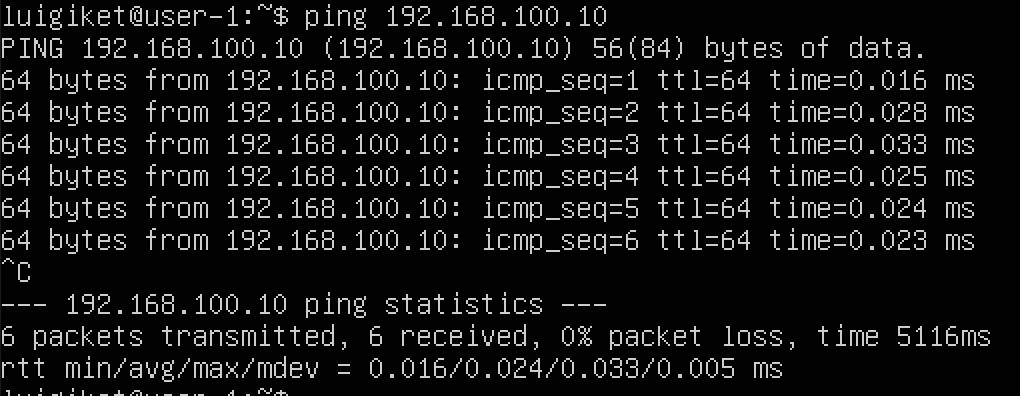 luigiket@user-1:~$ ping 192.168.100.10
PING 192.168.100.10 (192.168.100.10) 56(84) bytes of data.
64 bytes from 192.168.100.10: icmp_seq=1 ttl=64 time=0.016 ms
64 bytes from 192.168.100.10: icmp_seq=2 ttl=64 time=0.028 ms
64 bytes from 192.168.100.10: icmp_seq=3 ttl=64 time=0.033 ms
64 bytes from 192.168.100.10: icmp_seq=4 ttl=64 time=0.025 ms
64 bytes from 192.168.100.10: icmp_seq=5 ttl=64 time=0.024 ms
64 bytes from 192.168.100.10: icmp_seq=6 ttl=64 time=0.023 ms
^C
--- 192.168.100.10 ping statistics ---
6 packets transmitted, 6 received, 0% packet loss, time 5116ms
rtt min/avg/max/mdev = 0.016/0.024/0.033/0.005 ms
luigiket@user-1:~$